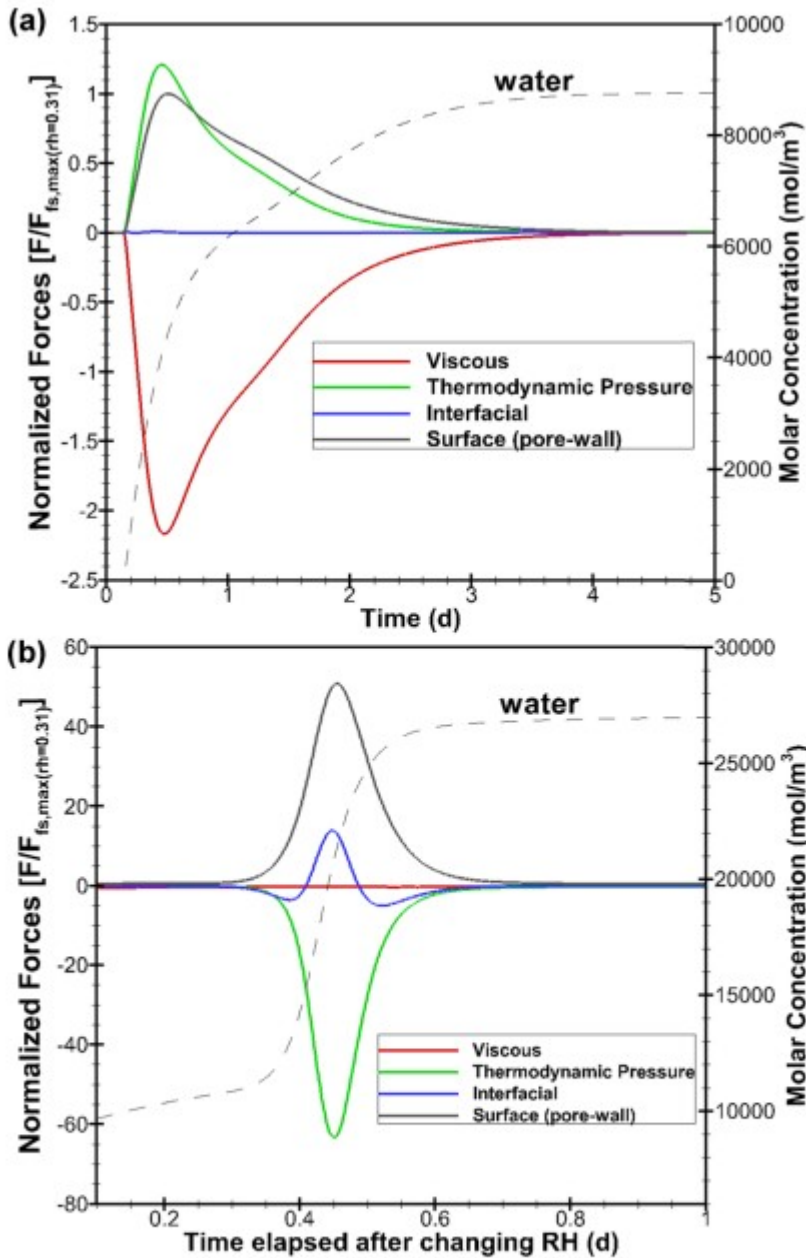 (a)
1.5
1
0.5
0
-0.5
-1
-1.5
-2
-2.5
Normalized Forces [F/F_fs,max(rh=0.31)]
water
Viscous
Thermodynamic Pressure
Interfacial
Surface (pore-wall)
10000
8000³
6000
4000
2000
0
Molar Concentration (mol/m³)
0 1 2 3 4 5
Time (d)
(b)
60
40
20
0
-20
-40
-60
-80
Normalized Forces [F/F_fs,max(rh=0.31)]
water
Viscous
Thermodynamic Pressure
Interfacial
Surface (pore-wall)
30000
25000
20000
15000
10000
Molar Concentration (mol/m³)
0.2 0.4 0.6 0.8 1
Time elapsed after changing RH (d)